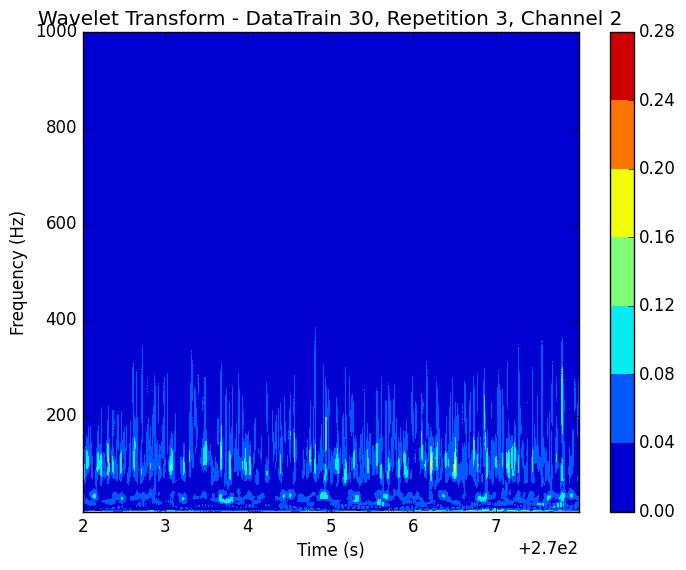 Wavelet Transform - DataTrain 30, Repetition 3, Channel 2
1000
800
600
400
200
Frequency (Hz)
2 3 4 5 6 7
Time (s)
+2.7e2
0.28
0.24
0.20
0.16
0.12
0.08
0.04
0.00